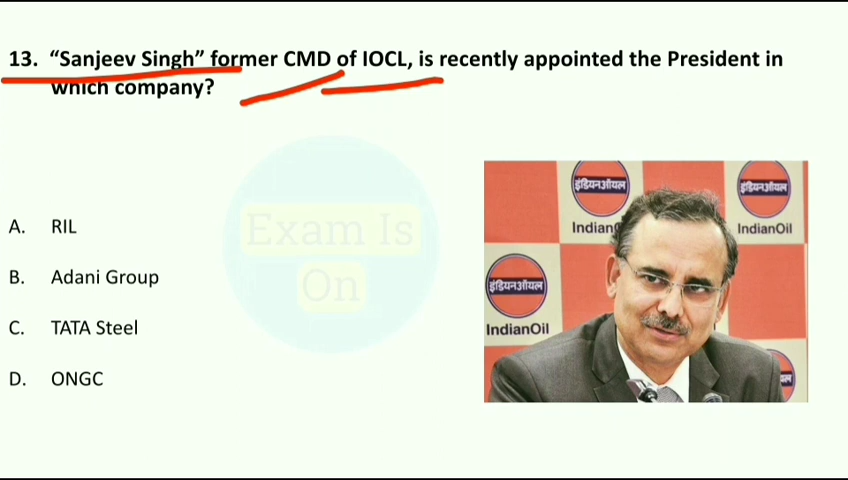 13. “Sanjeev Singh” former CMD of IOCL, is recently appointed the President in
which company?
A. RIL
B. Adani Group
C. TATA Steel
D. ONGC
Exam Is
On
इंडियनऑयल
इंडियनऑयल
IndianOil
इंडियनऑयल
IndianOil